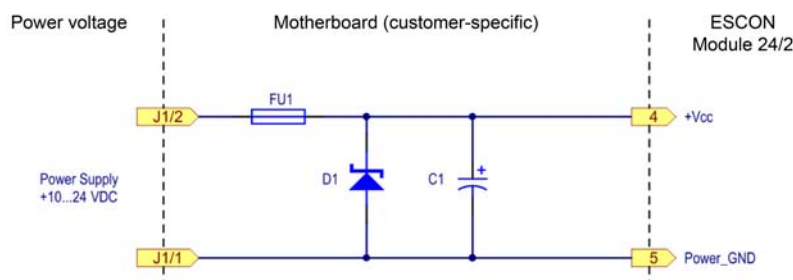 Power voltage
Motherboard (customer-specific)
ESCON
Module 24/2
FU1
J1/2
4
+Vcc
Power Supply
+10...24 VDC
D1
C1
+
J1/1
5
Power_GND